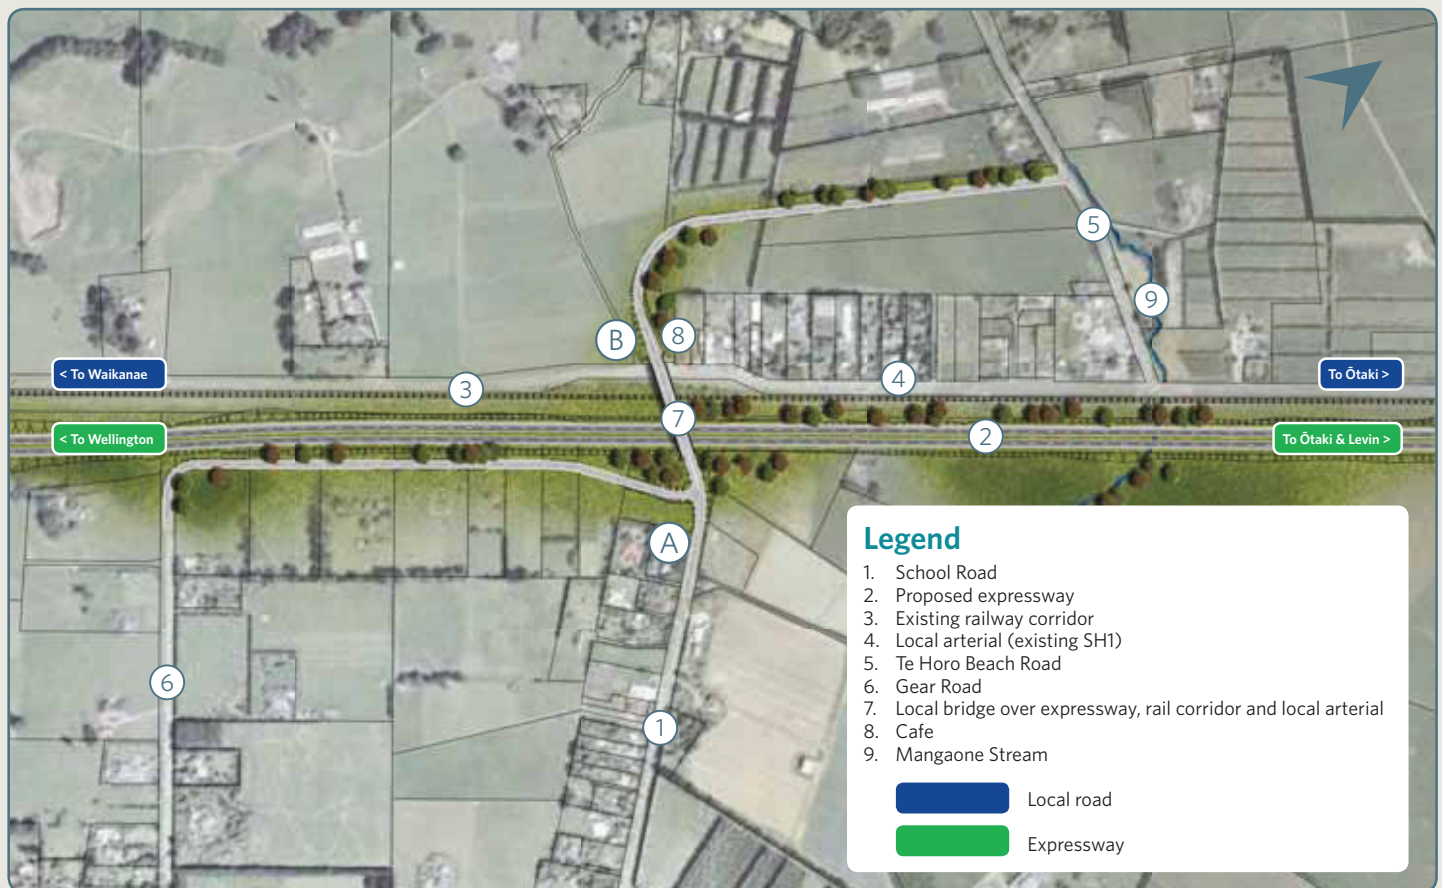 5
9
B
8
< To Waikanae
To Ōtaki >
3
4
7
2
< To Wellington
To Ōtaki & Levin >
A
6
1
Legend
1. School Road
2. Proposed expressway
3. Existing railway corridor
4. Local arterial (existing SH1)
5. Te Horo Beach Road
6. Gear Road
7. Local bridge over expressway, rail corridor and local arterial
8. Cafe
9. Mangaone Stream
Local road
Expressway